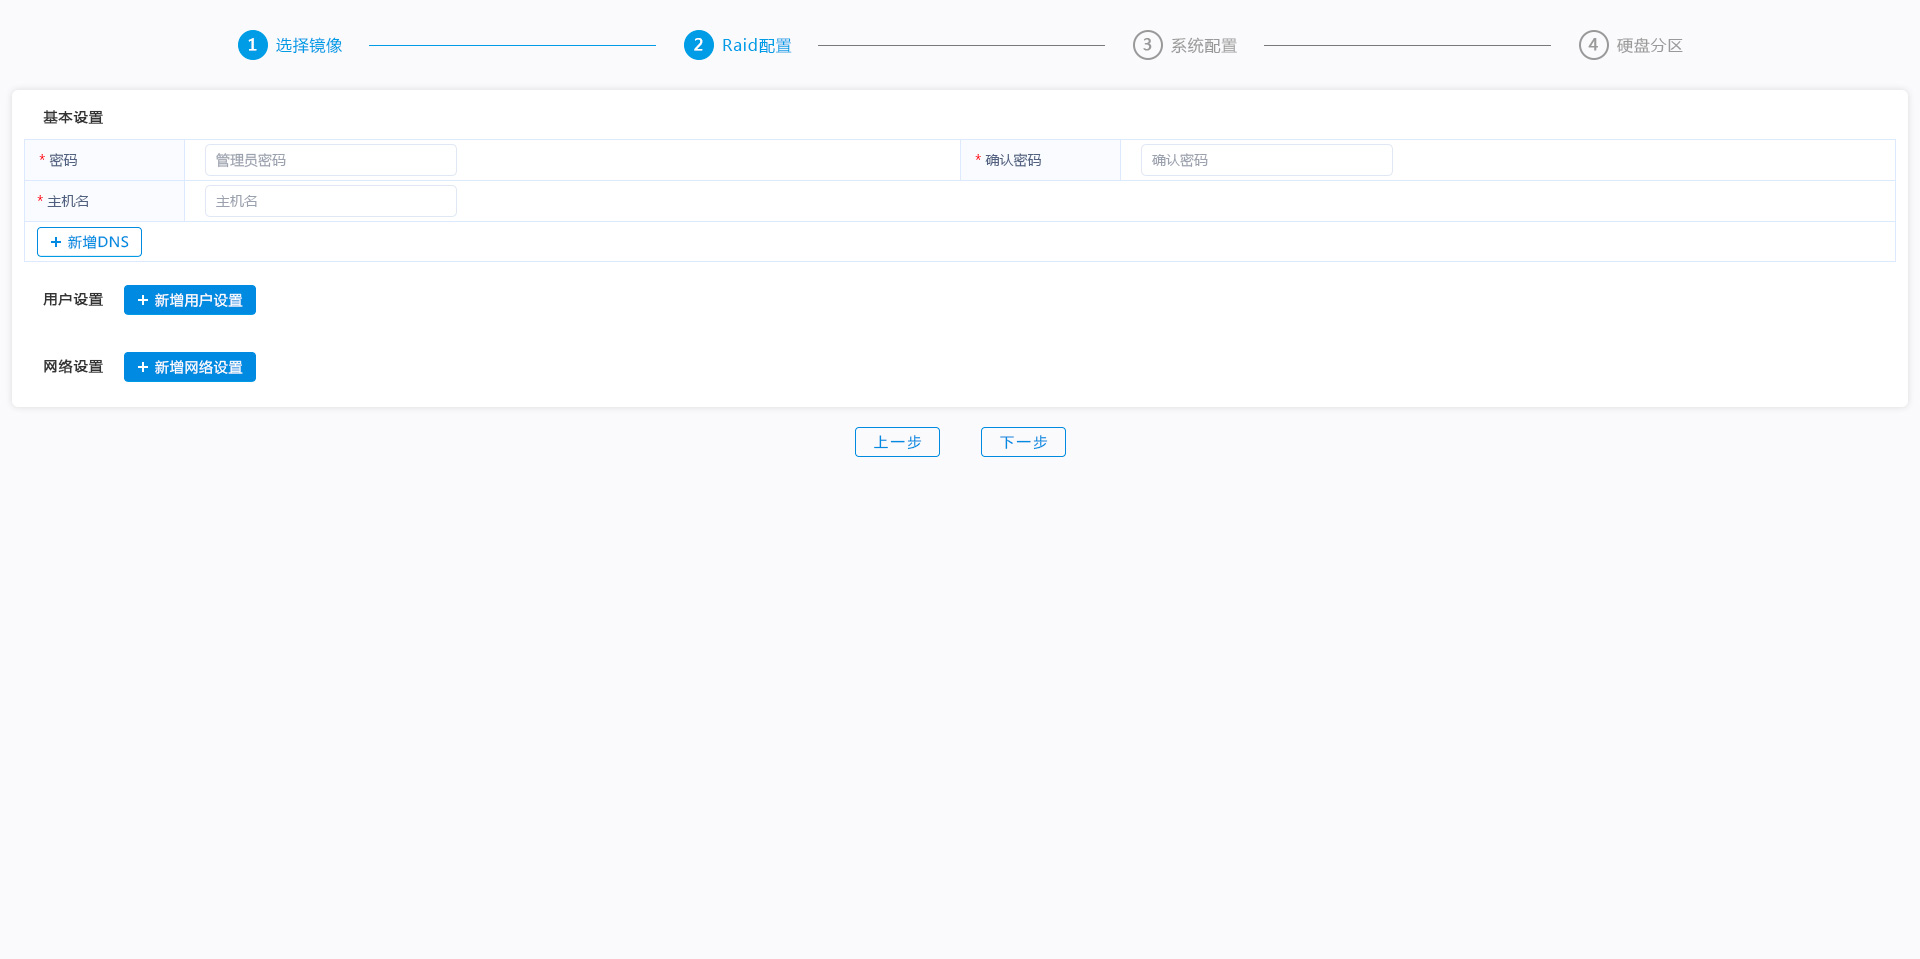 1 选择镜像 2 Raid配置 3 系统配置 4 硬盘分区
基本设置
* 密码 管理员密码 * 确认密码 确认密码
* 主机名 主机名
+ 新增DNS
用户设置 + 新增用户设置
网络设置 + 新增网络设置
上一步 下一步